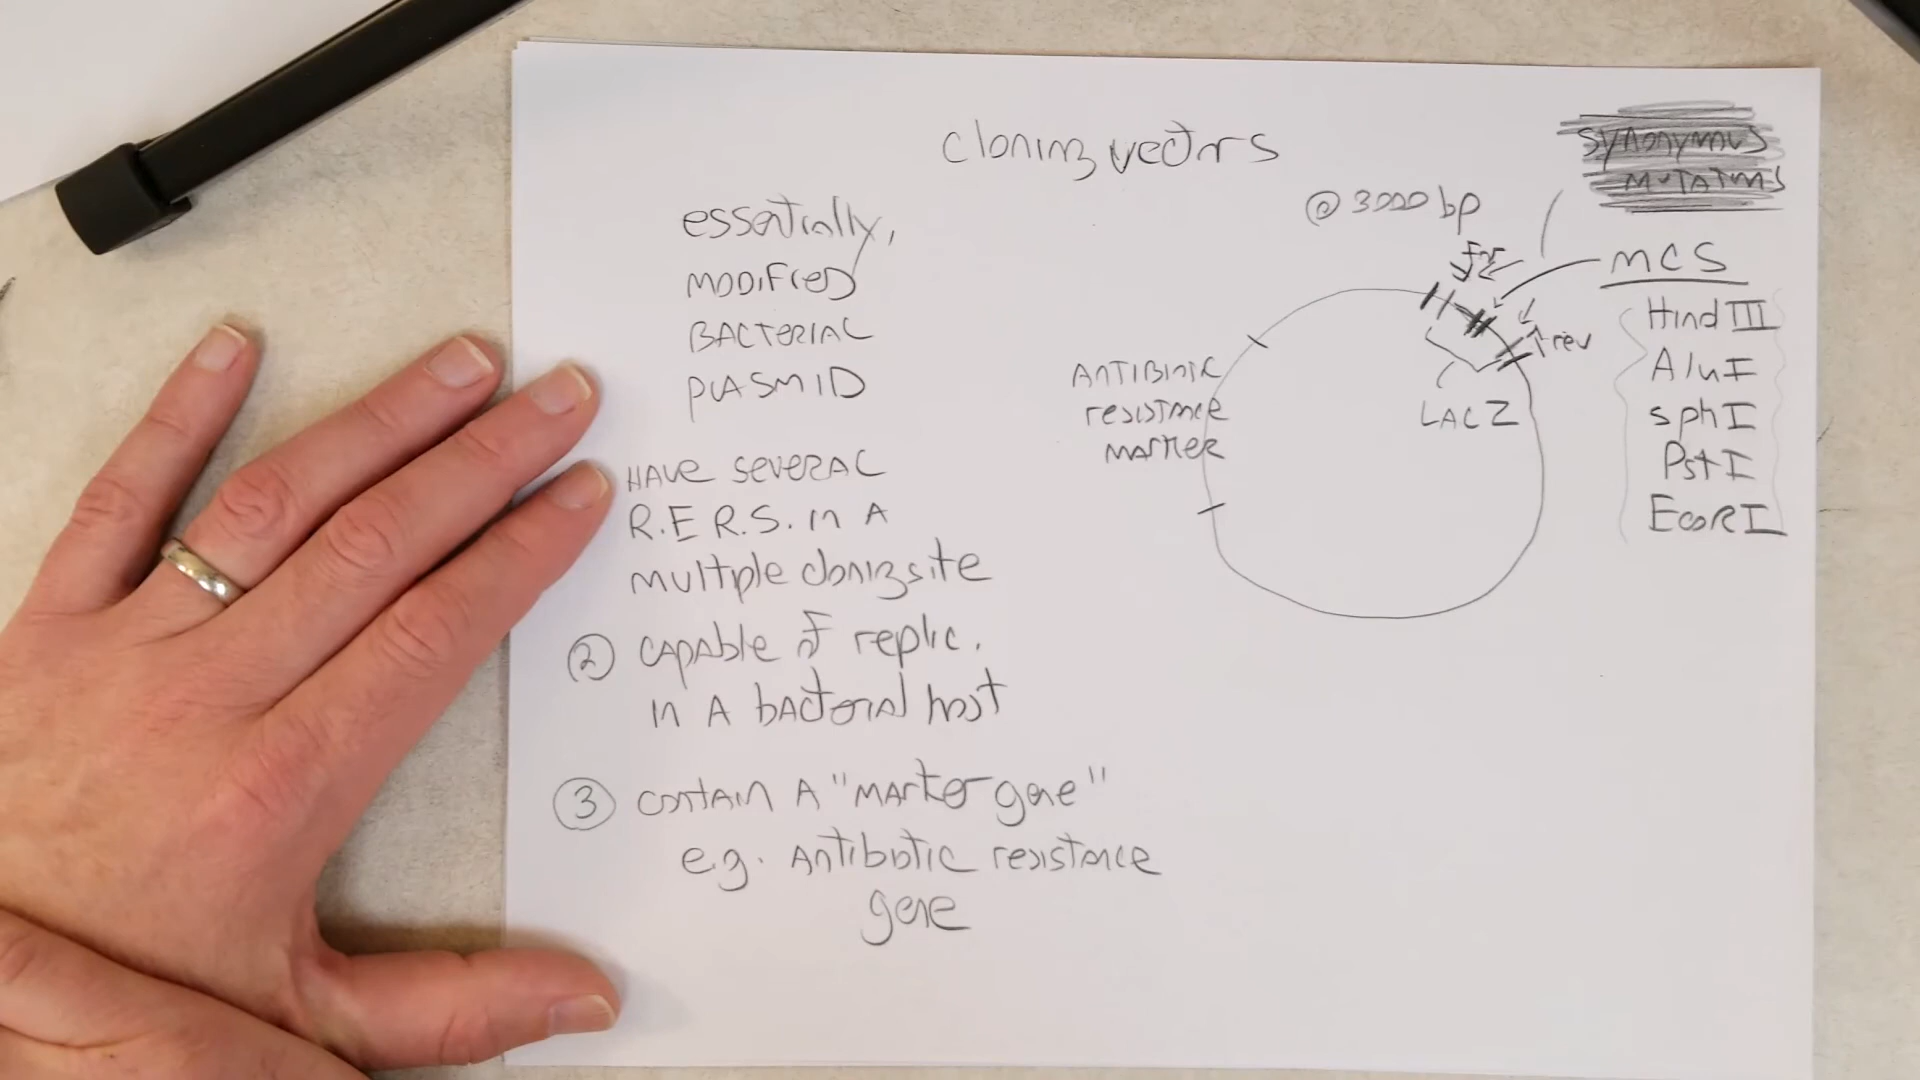 cloning vectors
essentially,
MODIFIED
BACTERIAL
PLASMID
HAVE SEVERAL
R.E R.S. in A
multiple cloning site
② capable of replic.
in A bacterial host
③ contain A "marker gene"
e.g. Antibiotic resistance
gene
SYNONYMOUS
MUTATIONS
@ 3000 bp
for
MCS
rev
LAC Z
ANTIBIOTIC
resistance
marker
Hind III
Alu I
sph I
Pst I
EcoR I